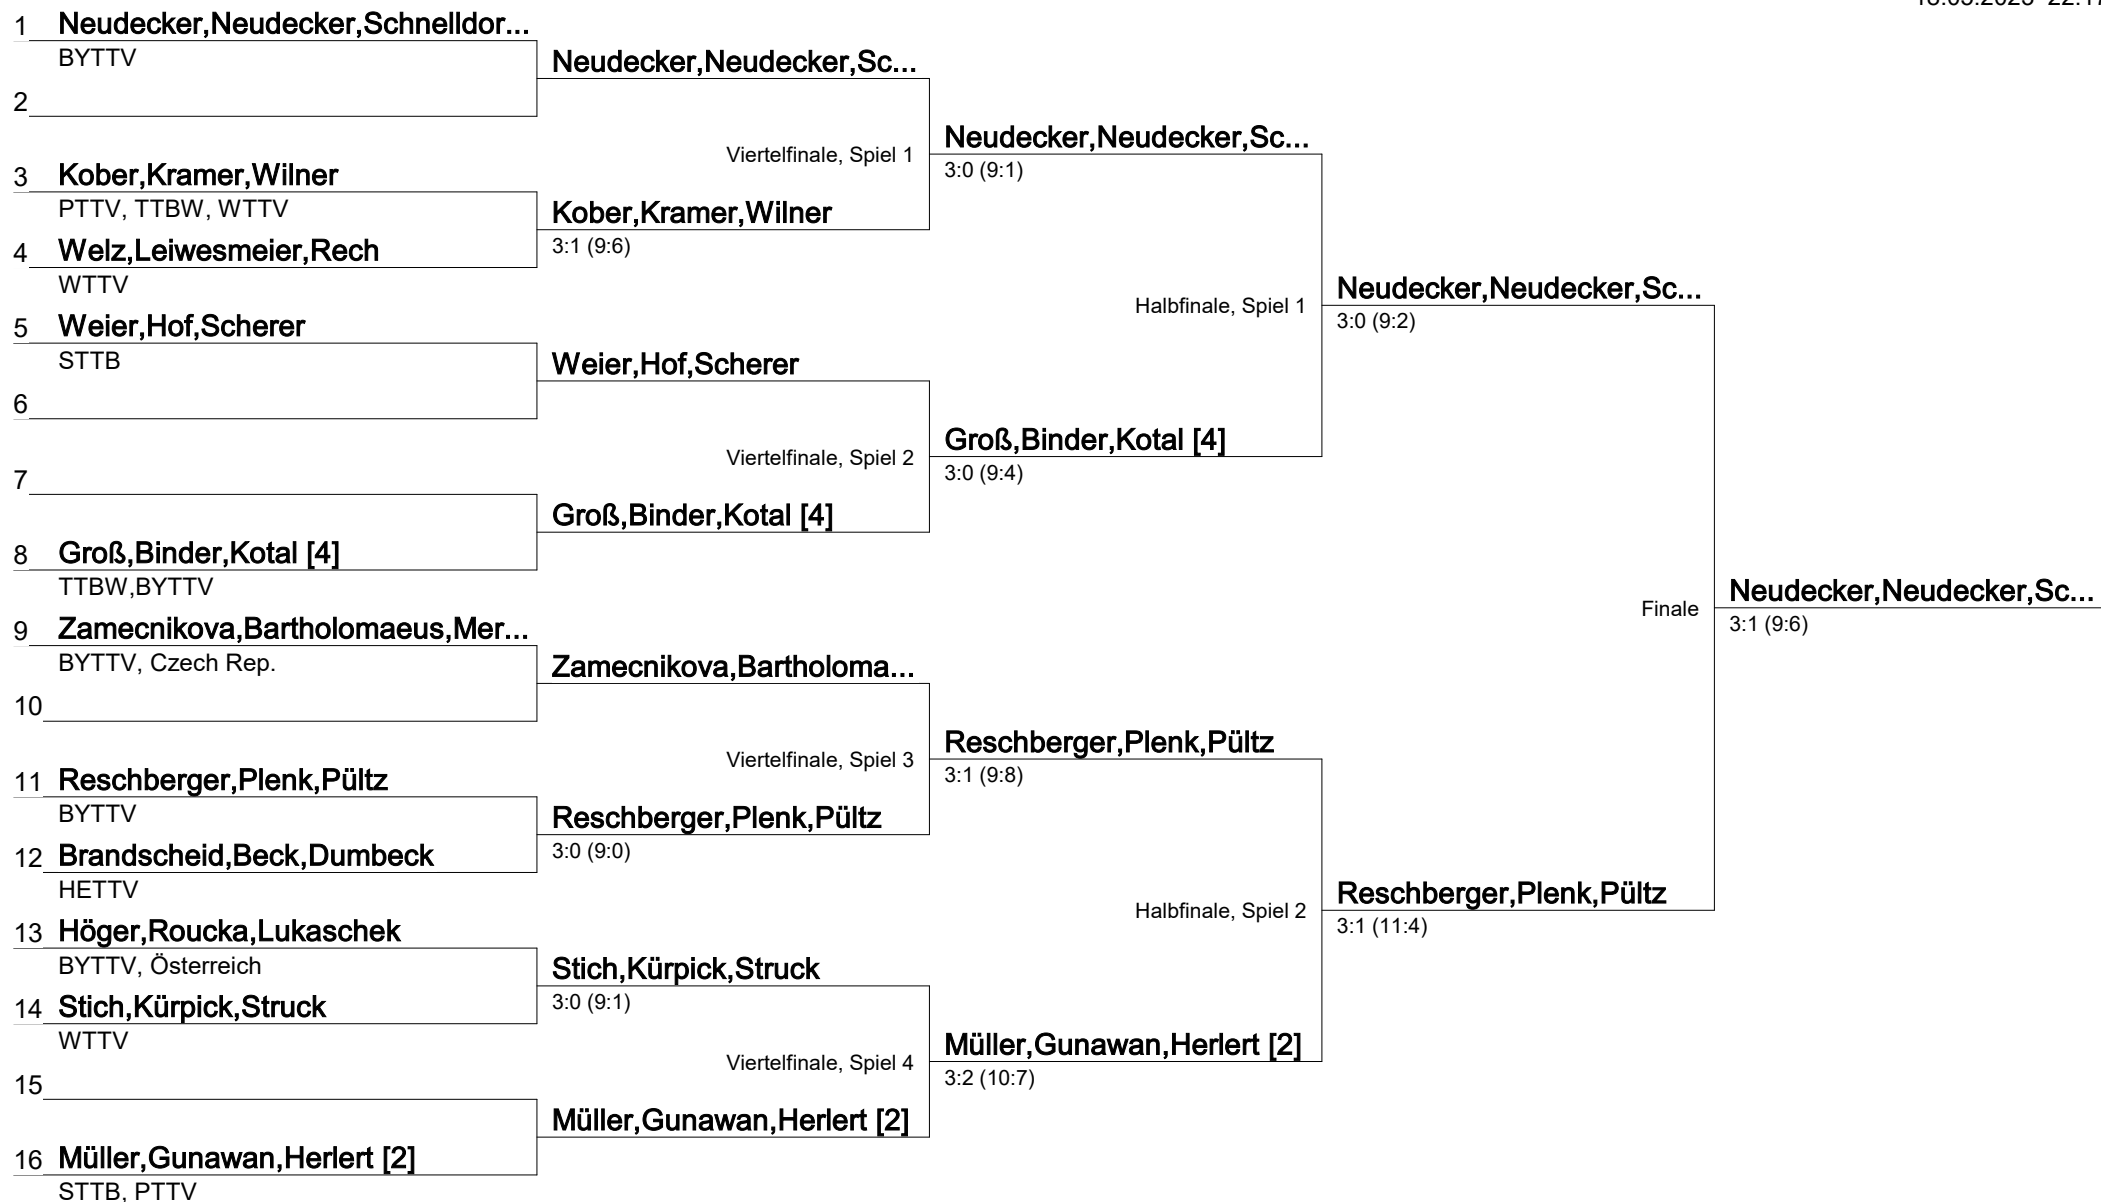 1 Neudecker,Neudecker,Schnelldor...
BYTTV
2
3 Kober,Kramer,Wilner
PTTV, TTBW, WTTV
4 Welz,Leiwesmeier,Rech
WTTV
5 Weier,Hof,Scherer
STTB
6
7
8 Groß,Binder,Kotal [4]
TTBW,BYTTV
9 Zamecnikova,Bartholomaeus,Mer...
BYTTV, Czech Rep.
10
11 Reschberger,Plenk,Pültz
BYTTV
12 Brandscheid,Beck,Dumbeck
HETTV
13 Höger,Roucka,Lukaschek
BYTTV, Österreich
14 Stich,Kürpick,Struck
WTTV
15
16 Müller,Gunawan,Herlert [2]
STTB, PTTV
Neudecker,Neudecker,Sc...
Viertelfinale, Spiel 1
Kober,Kramer,Wilner
3:1 (9:6)
Weier,Hof,Scherer
Viertelfinale, Spiel 2
Groß,Binder,Kotal [4]
Zamecnikova,Bartholoma...
Viertelfinale, Spiel 3
Reschberger,Plenk,Pültz
3:0 (9:0)
Stich,Kürpick,Struck
3:0 (9:1)
Viertelfinale, Spiel 4
Müller,Gunawan,Herlert [2]
Neudecker,Neudecker,Sc...
3:0 (9:1)
Halbfinale, Spiel 1
Groß,Binder,Kotal [4]
3:0 (9:4)
Reschberger,Plenk,Pültz
3:1 (9:8)
Halbfinale, Spiel 2
Müller,Gunawan,Herlert [2]
3:2 (10:7)
Neudecker,Neudecker,Sc...
3:0 (9:2)
Finale
Reschberger,Plenk,Pültz
3:1 (11:4)
Neudecker,Neudecker,Sc...
3:1 (9:6)